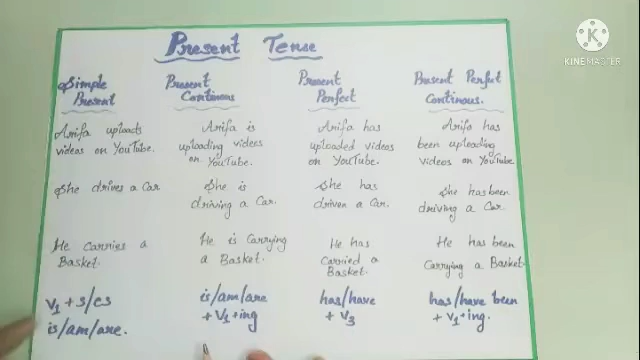 Present Tense
KINEMASTER
Simple
Present
Arifa uploads
videos on YouTube.
She drives a Car
He Carries a
Basket.
V1 + s/es
is/am/are.
Present
Continous
Arifa is
uploading videos
on YouTube.
She is
driving a Car.
He is Carrying
a Basket.
is/am/are
+ V1 + ing
Present
Perfect
Arifa has
uploaded videos
on YouTube.
She has
driven a Car.
He has
Carried a
Basket.
has/have
+ V3
Present Perfect
Continous.
Arifa has
been uploading
videos on YouTube
She has been
driving a Car
He has been
Carrying a Basket
has/have been
+ V1 + ing.